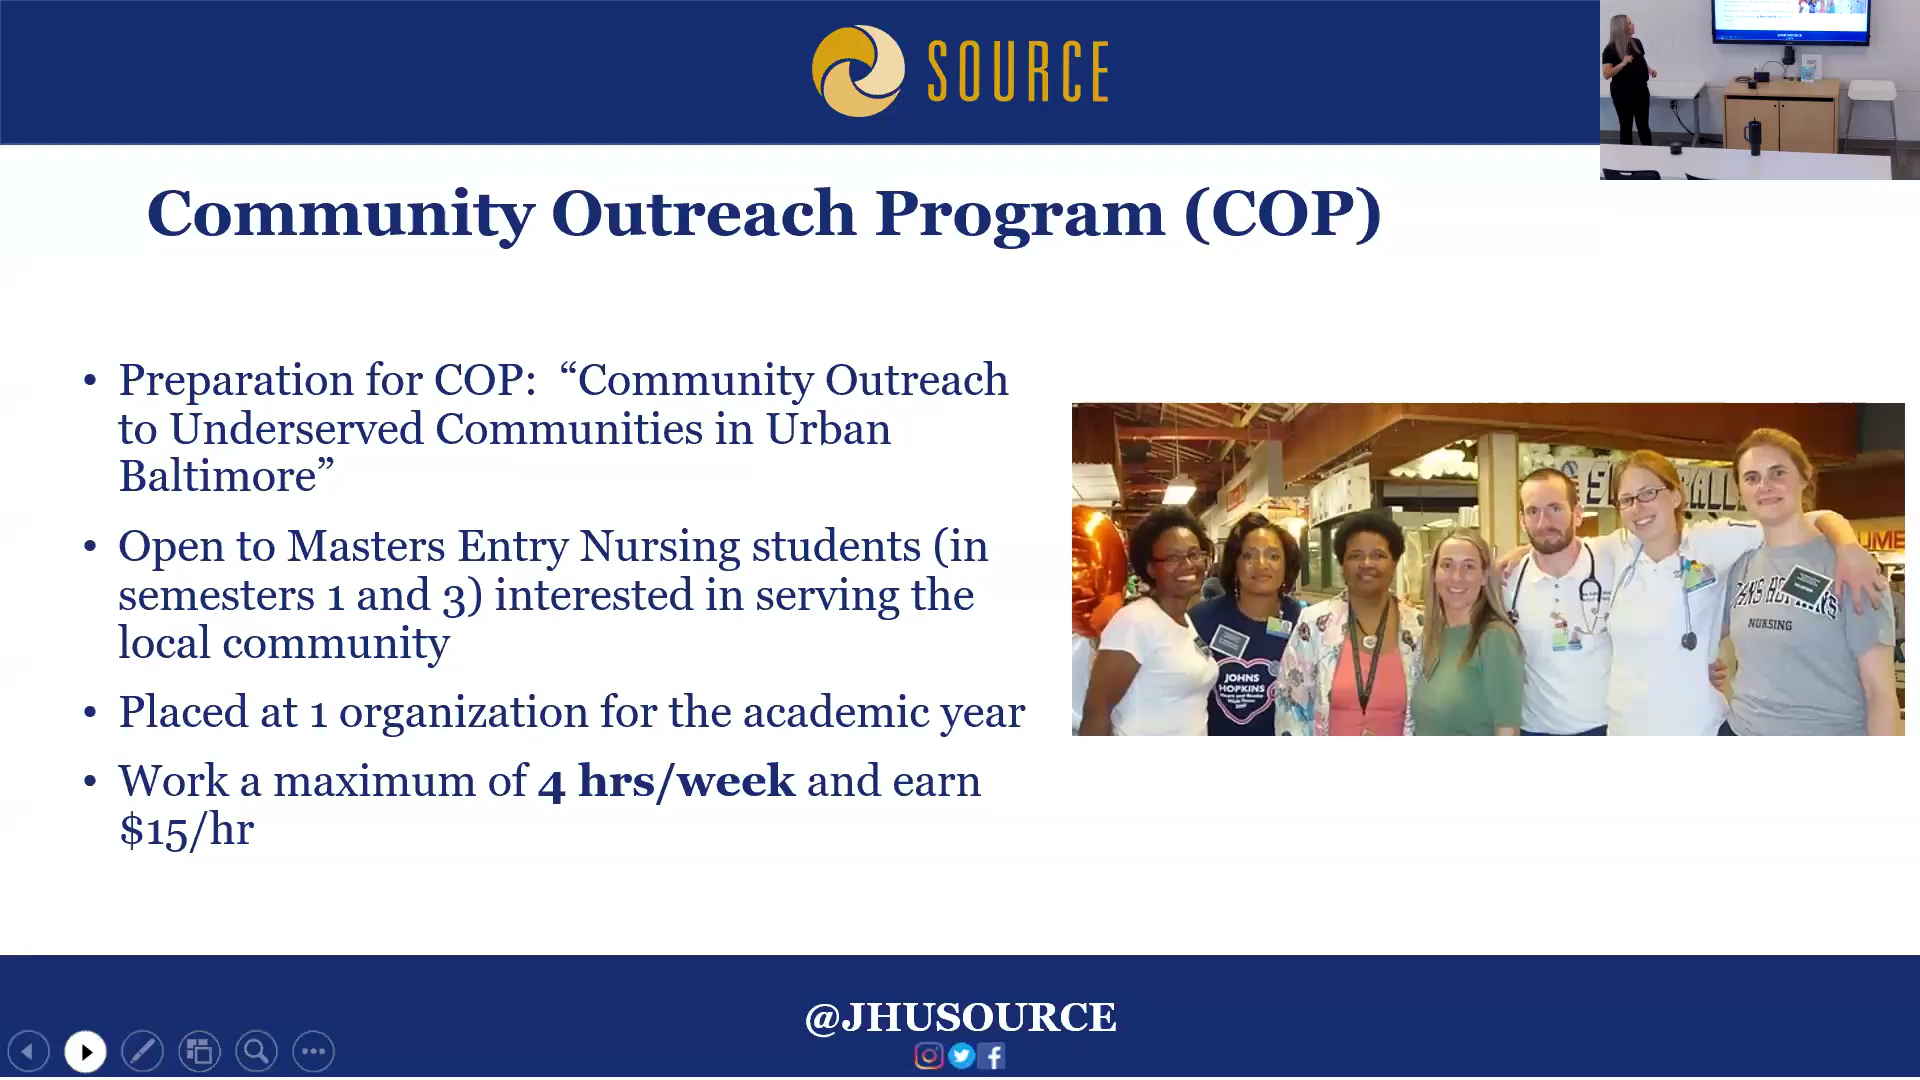 SOURCE
Community Outreach Program (COP)
• Preparation for COP:  “Community Outreach
to Underserved Communities in Urban
Baltimore”
• Open to Masters Entry Nursing students (in
semesters 1 and 3) interested in serving the
local community
• Placed at 1 organization for the academic year
• Work a maximum of 4 hrs/week and earn
$15/hr
JOHNS
HOPKINS
NURSING
@JHUSOURCE